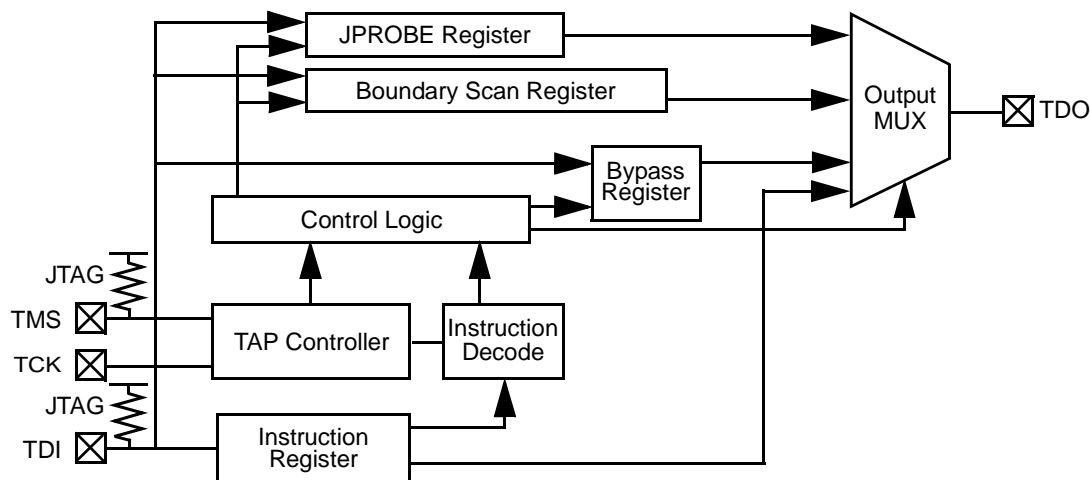 JPROBE Register
Boundary Scan Register
Output
MUX
TDO
Bypass
Register
Control Logic
JTAG
TMS
TAP Controller
Instruction
Decode
TCK
JTAG
TDI
Instruction
Register